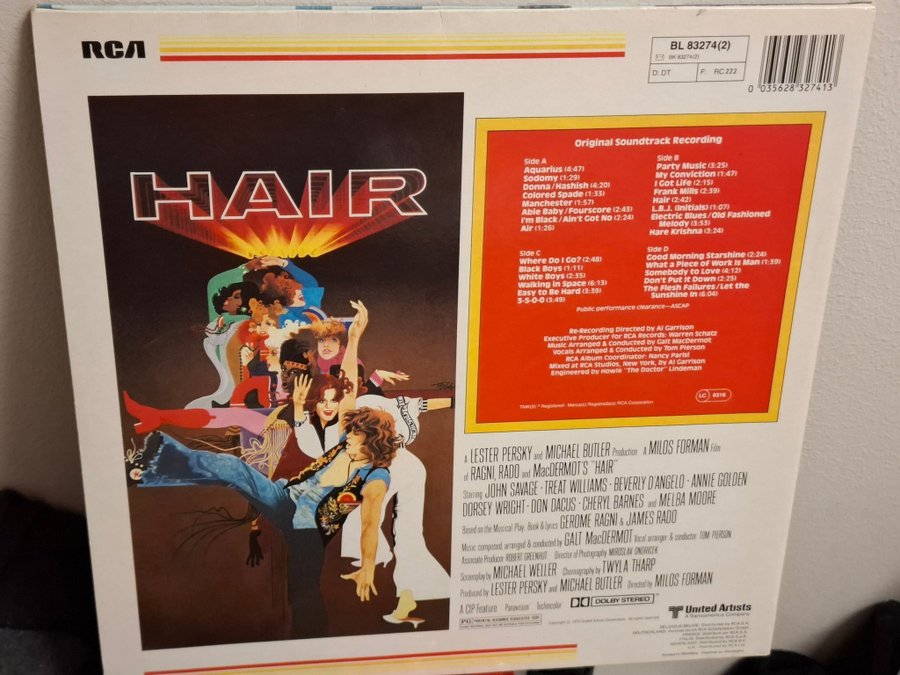 RCA
BL 83274(2)
BK 83274(2)
D: DT
F: RC 222
0 035628 327413
HAIR
Original Soundtrack Recording
Side A
Aquarius (4:47)
Sodomy (1:29)
Donna/Hashish (4:20)
Colored Spade (1:33)
Manchester (1:57)
Abie Baby/Fourscore (2:43)
I'm Black/Ain't Got No (2:24)
Air (1:26)
Side B
Party Music (3:25)
My Conviction (1:47)
I Got Life (2:15)
Frank Mills (2:39)
Hair (2:42)
L.B.J. (Initials) (1:07)
Electric Blues/Old Fashioned
Melody (3:53)
Hare Krishna (3:24)
Side C
Where Do I Go? (2:48)
Black Boys (1:11)
White Boys (2:35)
Walking in Space (6:13)
Easy to Be Hard (3:39)
3-5-0-0 (3:49)
Side D
Good Morning Starshine (2:24)
What a Piece of Work Is Man (1:39)
Somebody to Love (4:12)
Don't Put It Down (2:25)
The Flesh Failures/Let the
Sunshine In (6:04)
Public performance clearance—ASCAP
Re-Recording Directed by Al Garrison
Executive Producer for RCA Records: Warren Schatz
Music Arranged & Conducted by Galt MacDermot
Vocals Arranged & Conducted by Tom Pierson
RCA Album Coordinator: Nancy Parisi
Mixed at RCA Studios, New York, by Al Garrison
Engineered by Howie "The Doctor" Lindeman
TMK(S) ® Registered Marca(s) Registrada(s) RCA Corporation
LC 0316
A LESTER PERSKY and MICHAEL BUTLER Production A MILOS FORMAN Film
of RAGNI, RADO and MacDERMOT'S "HAIR"
Starring JOHN SAVAGE · TREAT WILLIAMS · BEVERLY D'ANGELO · ANNIE GOLDEN
DORSEY WRIGHT · DON DACUS · CHERYL BARNES and MELBA MOORE
Based on the Musical Play Book & lyrics GEROME RAGNI & JAMES RADO
Music composed, arranged & conducted by GALT MacDERMOT Vocal arranger & conductor TOM PIERSON
Associate Producer ROBERT GREENHUT Director of Photography MIROSLAV ONDRICEK
Screenplay by MICHAEL WELLER Choreography by TWYLA THARP
Produced by LESTER PERSKY and MICHAEL BUTLER Directed by MILOS FORMAN
A CIP Feature Panavision Technicolor DOLBY STEREO
PG PARENTAL GUIDANCE SUGGESTED
United Artists
A Transamerica Company